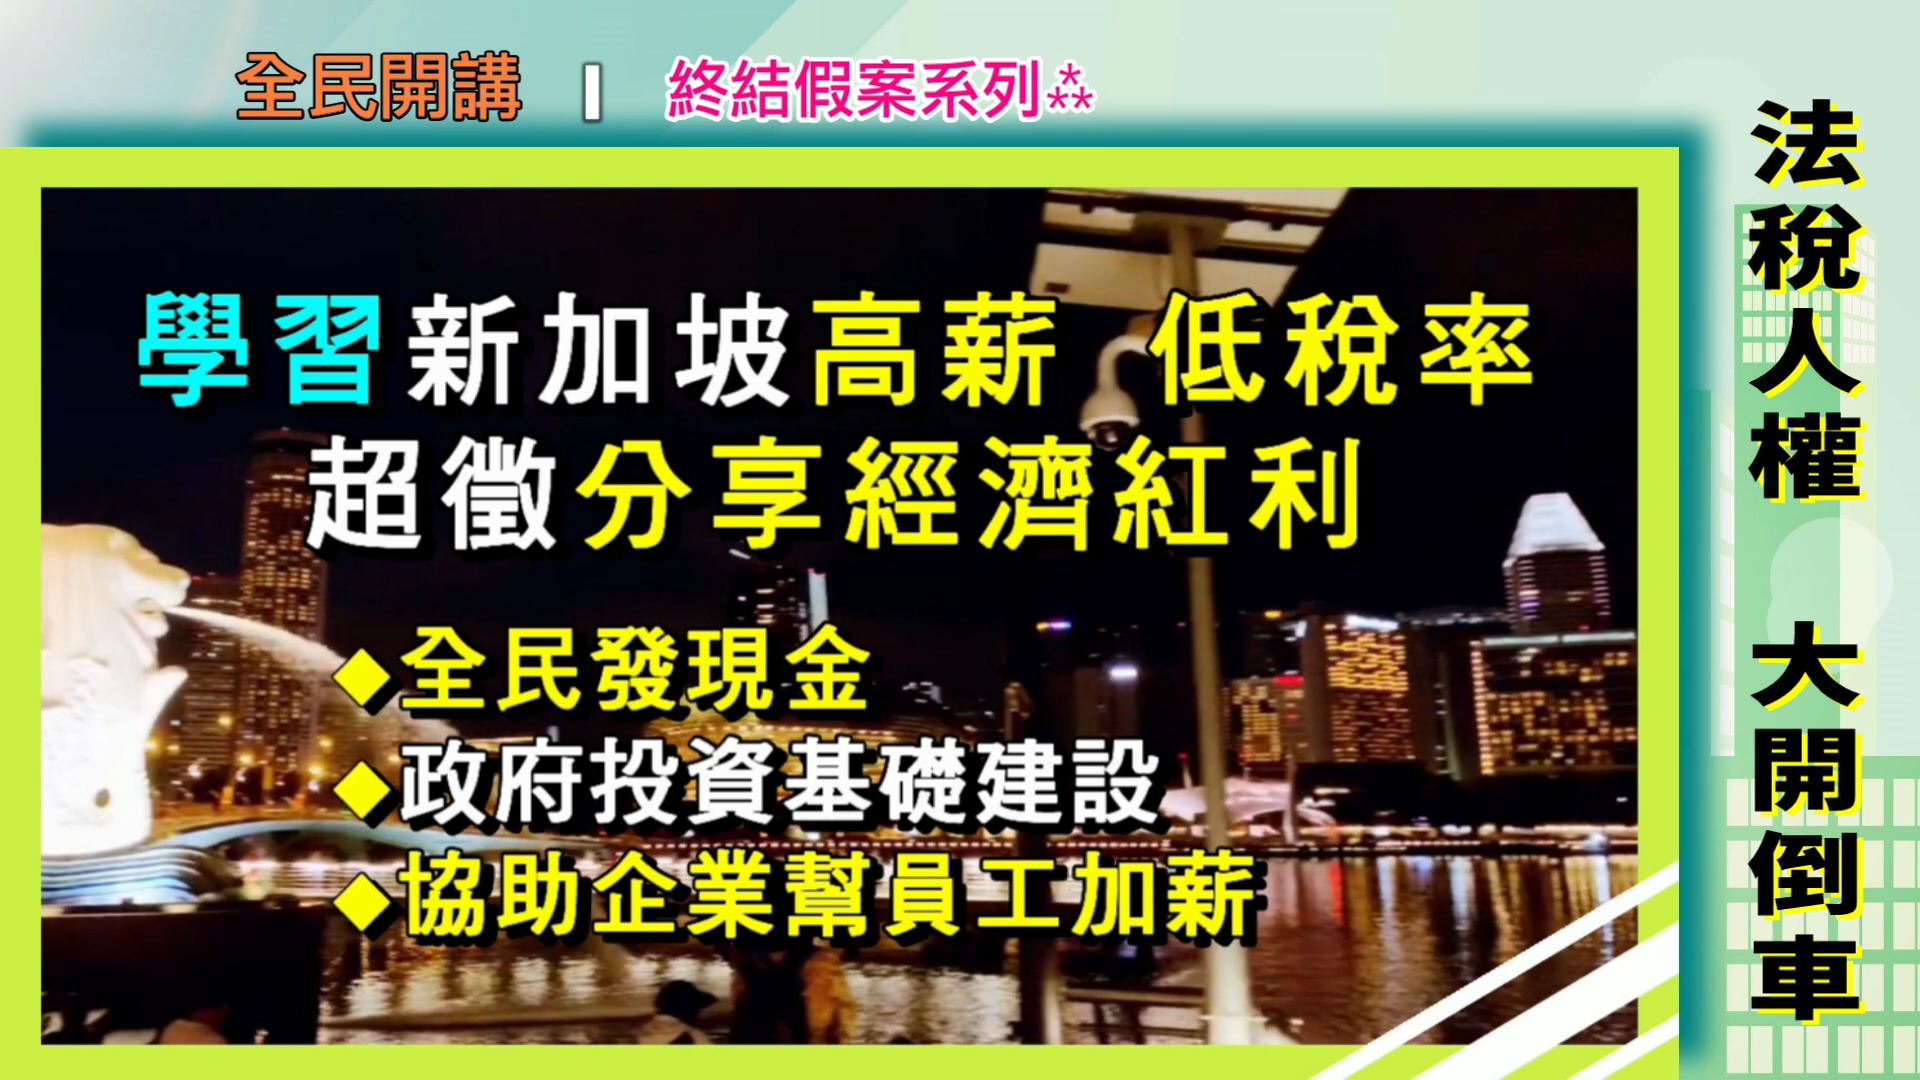 全民開講 | 終結假案系列⁂
學習新加坡高薪 低稅率
超徵分享經濟紅利
◆全民發現金
◆政府投資基礎建設
◆協助企業幫員工加薪
法稅人權 大開倒車